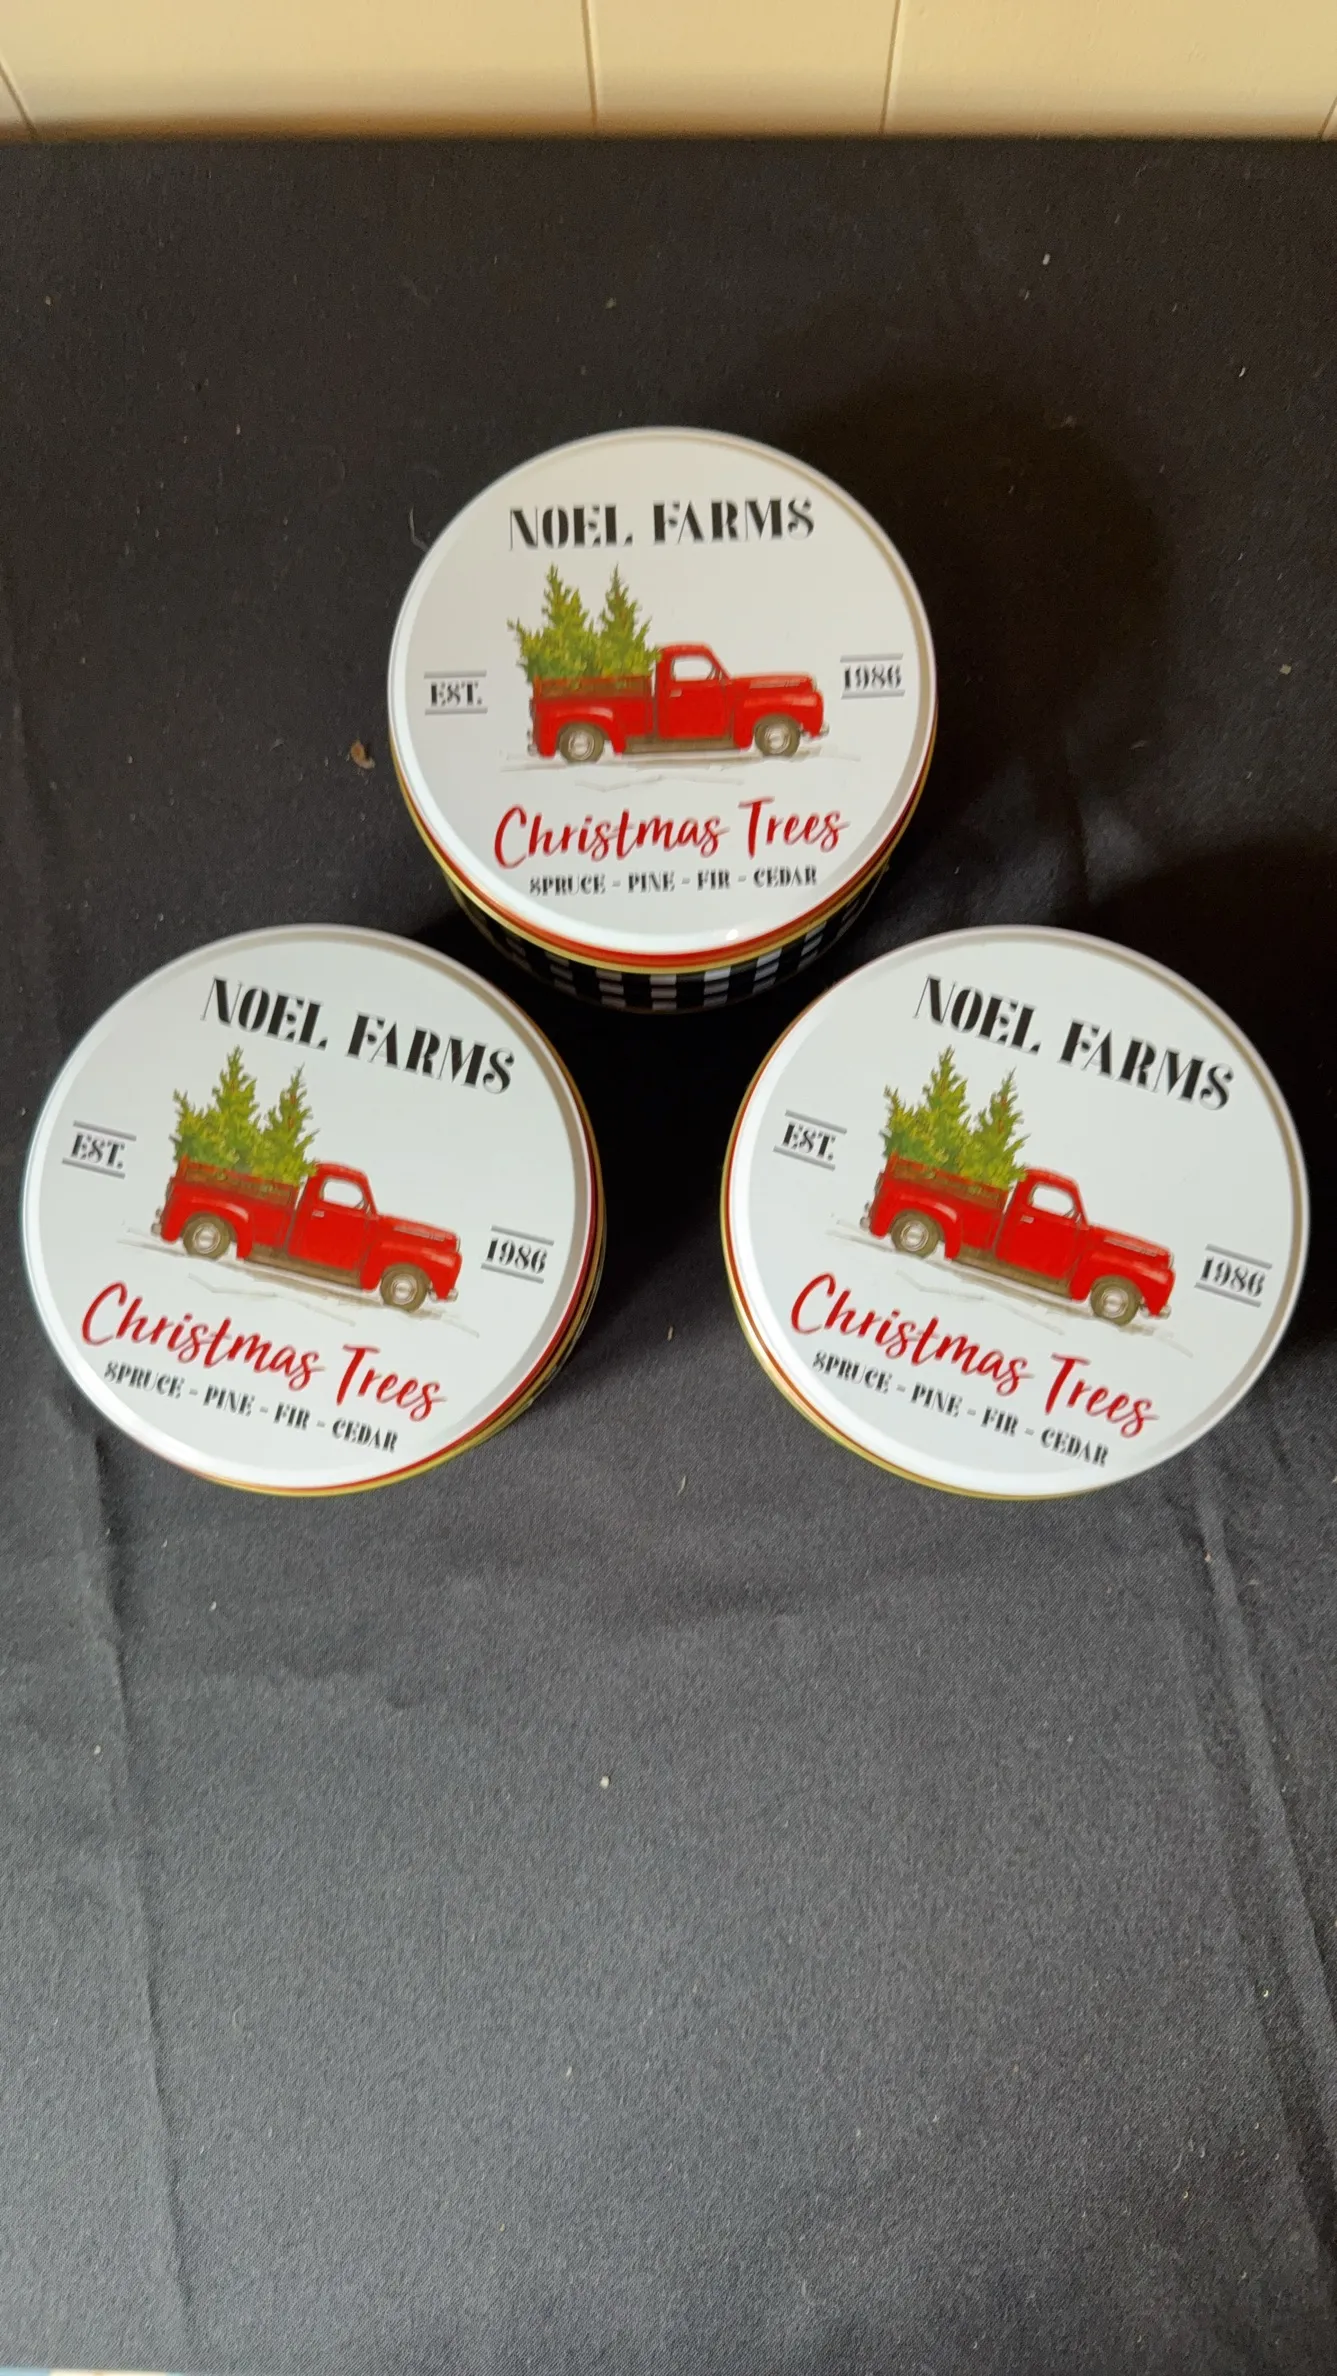 NOEL FARMS
EST.
1986
Christmas Trees
SPRUCE - PINE - FIR - CEDAR
NOEL FARMS
EST.
1986
Christmas Trees
SPRUCE - PINE - FIR - CEDAR
NOEL FARMS
EST.
1986
Christmas Trees
SPRUCE - PINE - FIR - CEDAR